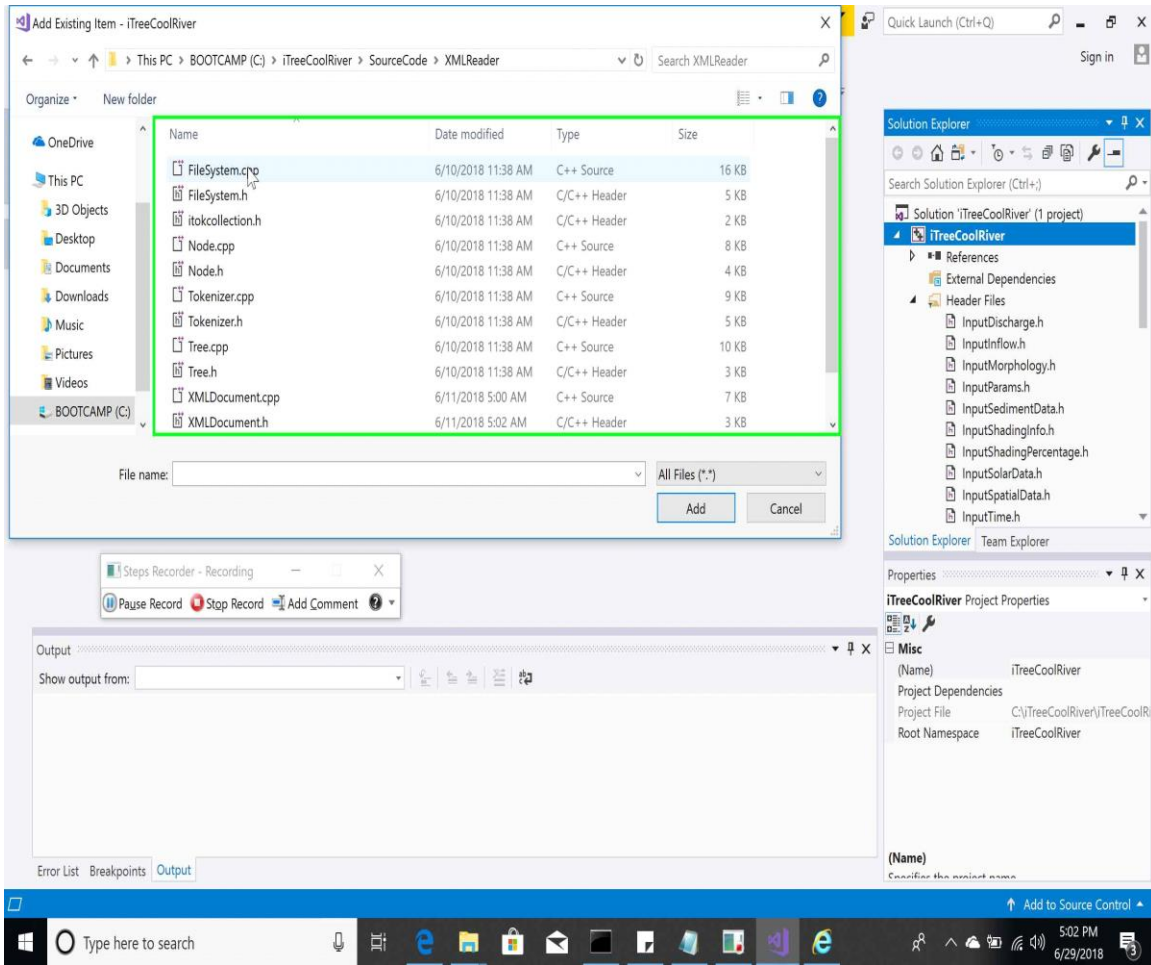 Add Existing Item - iTreeCoolRiver
Quick Launch (Ctrl+Q)
Sign in
> This PC > BOOTCAMP (C:) > iTreeCoolRiver > SourceCode > XMLReader
Search XMLReader
Organize
New folder
OneDrive
This PC
3D Objects
Desktop
Documents
Downloads
Music
Pictures
Videos
BOOTCAMP (C:)
Name Date modified Type Size
FileSystem.cpp 6/10/2018 11:38 AM C++ Source 16 KB
FileSystem.h 6/10/2018 11:38 AM C/C++ Header 5 KB
itokcollection.h 6/10/2018 11:38 AM C/C++ Header 2 KB
Node.cpp 6/10/2018 11:38 AM C++ Source 8 KB
Node.h 6/10/2018 11:38 AM C/C++ Header 4 KB
Tokenizer.cpp 6/10/2018 11:38 AM C++ Source 9 KB
Tokenizer.h 6/10/2018 11:38 AM C/C++ Header 5 KB
Tree.cpp 6/10/2018 11:38 AM C++ Source 10 KB
Tree.h 6/10/2018 11:38 AM C/C++ Header 3 KB
XMLDocument.cpp 6/11/2018 5:00 AM C++ Source 7 KB
XMLDocument.h 6/11/2018 5:02 AM C/C++ Header 3 KB
File name:
All Files (*.*)
Add
Cancel
Solution Explorer
Search Solution Explorer (Ctrl+;)
Solution 'iTreeCoolRiver' (1 project)
iTreeCoolRiver
References
External Dependencies
Header Files
InputDischarge.h
InputInflow.h
InputMorphology.h
InputParams.h
InputSedimentData.h
InputShadingInfo.h
InputShadingPercentage.h
InputSolarData.h
InputSpatialData.h
InputTime.h
Solution Explorer Team Explorer
Steps Recorder - Recording
Pause Record Stop Record Add Comment
Properties
iTreeCoolRiver Project Properties
Misc
(Name) iTreeCoolRiver
Project Dependencies
Project File C:\iTreeCoolRiver\iTreeCoolRi
Root Namespace iTreeCoolRiver
(Name)
Specifies the project name
Output
Show output from:
Error List Breakpoints Output
Add to Source Control
Type here to search
5:02 PM
6/29/2018
3